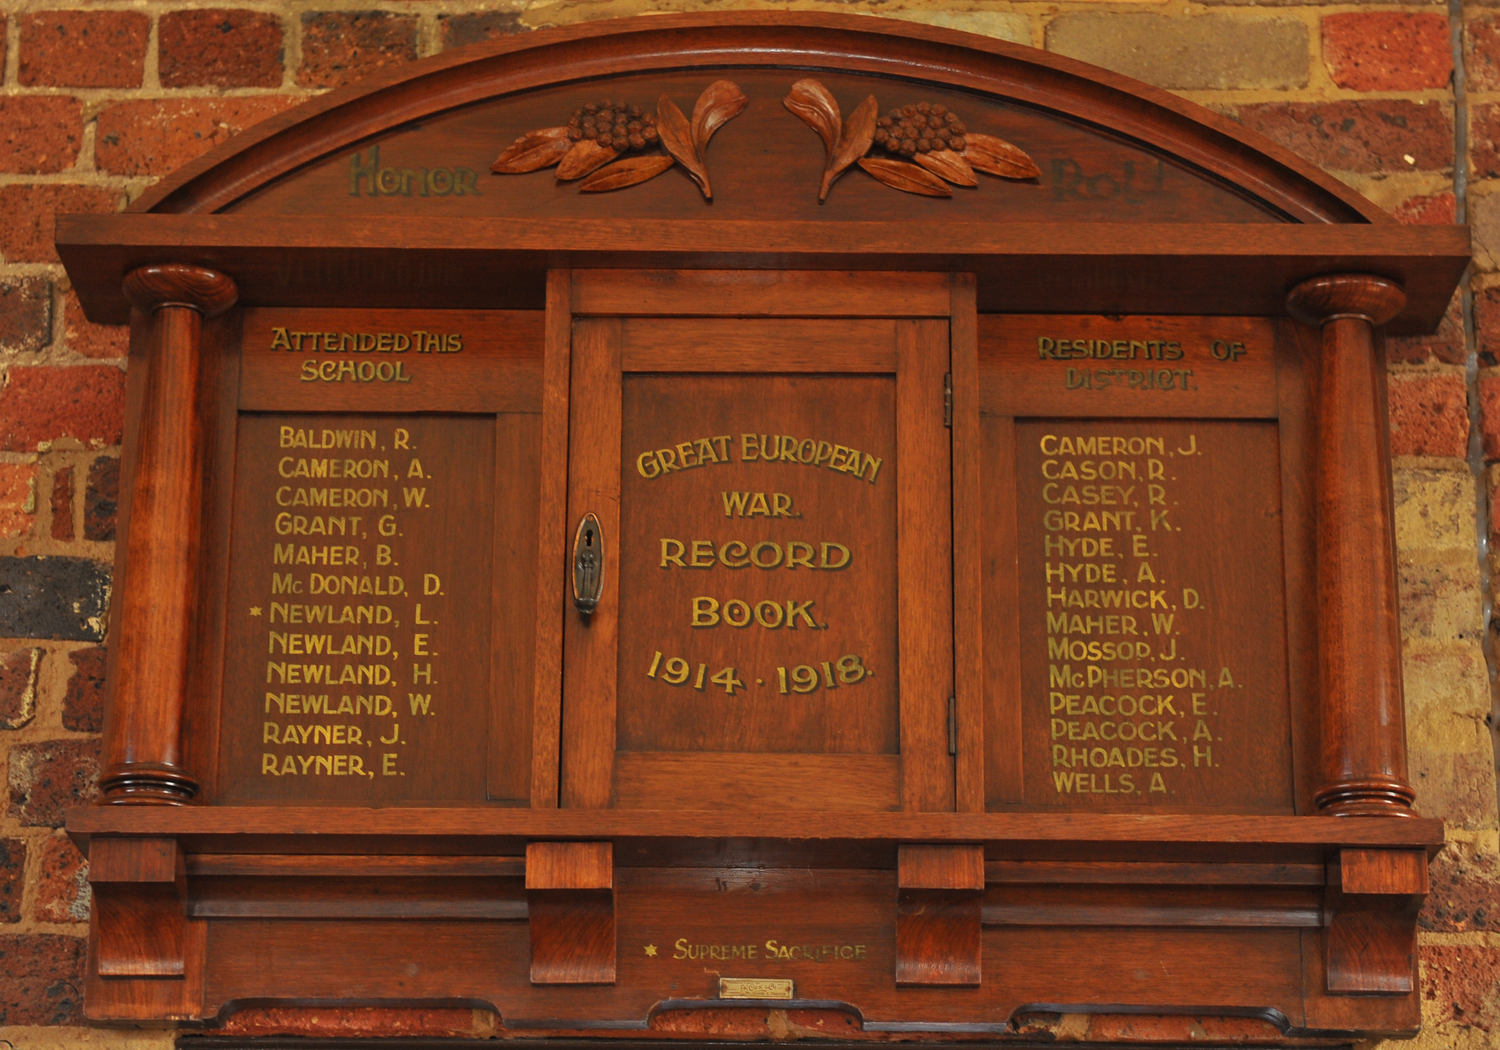 HONOR ROLL
ATTENDED THIS
SCHOOL
BALDWIN, R.
CAMERON, A.
CAMERON, W.
GRANT, G.
MAHER, B.
McDONALD, D.
* NEWLAND, L.
NEWLAND, E.
NEWLAND, H.
NEWLAND, W.
RAYNER, J.
RAYNER, E.
GREAT EUROPEAN
WAR.
RECORD
BOOK.
1914 - 1918.
RESIDENTS OF
DISTRICT.
CAMERON, J.
CASON, R.
CASEY, R.
GRANT, K.
HYDE, E.
HYDE, A.
HARWICK, D.
MAHER, W.
MOSSOP, J.
McPHERSON, A.
PEACOCK, E.
PEACOCK, A.
RHOADES, H.
WELLS, A.
* SUPREME SACRIFICE